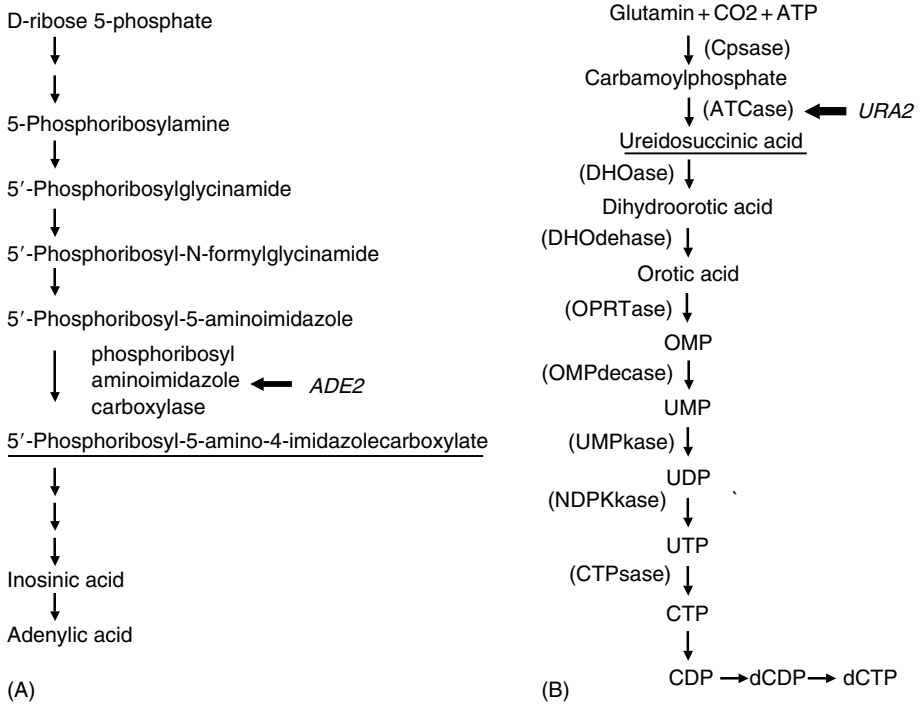 D-ribose 5-phosphate
5-Phosphoribosylamine
5′-Phosphoribosylglycinamide
5′-Phosphoribosyl-N-formylglycinamide
5′-Phosphoribosyl-5-aminoimidazole
phosphoribosyl
aminoimidazole
carboxylase
ADE2
5′-Phosphoribosyl-5-amino-4-imidazolecarboxylate
Inosinic acid
Adenylic acid
(A)
Glutamin + CO2 + ATP
(Cpsase)
Carbamoylphosphate
(ATCase)
URA2
Ureidosuccinic acid
(DHOase)
Dihydroorotic acid
(DHOdehase)
Orotic acid
(OPRTase)
OMP
(OMPdecase)
UMP
(UMPkase)
UDP
(NDPKkase)
UTP
(CTPsase)
CTP
CDP dCDP dCTP
(B)